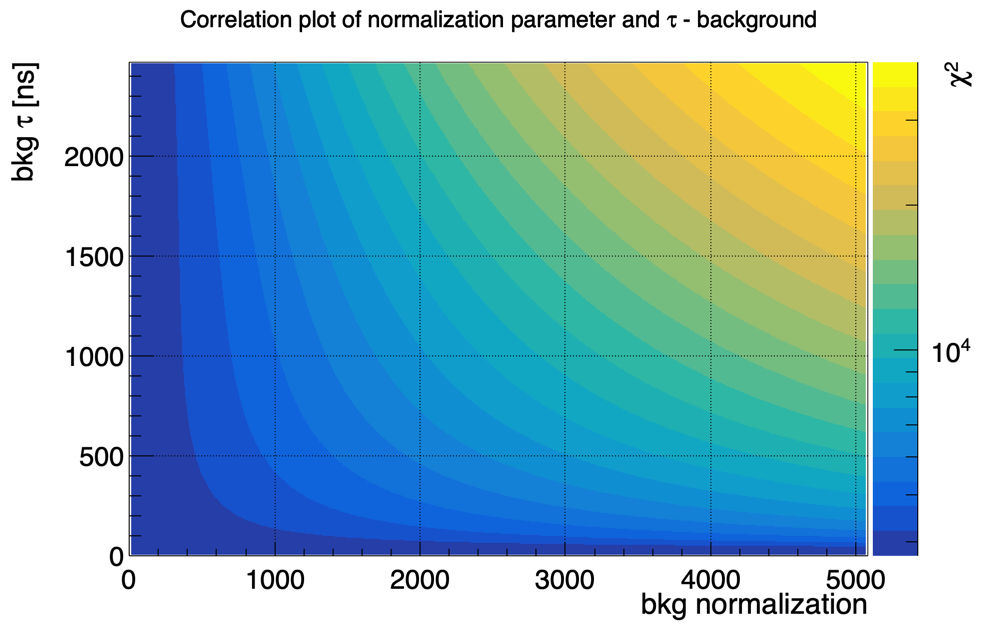 Correlation plot of normalization parameter and τ - background
bkg τ [ns]
χ²
2000
1500
1000
10⁴
500
0
0 1000 2000 3000 4000 5000
bkg normalization